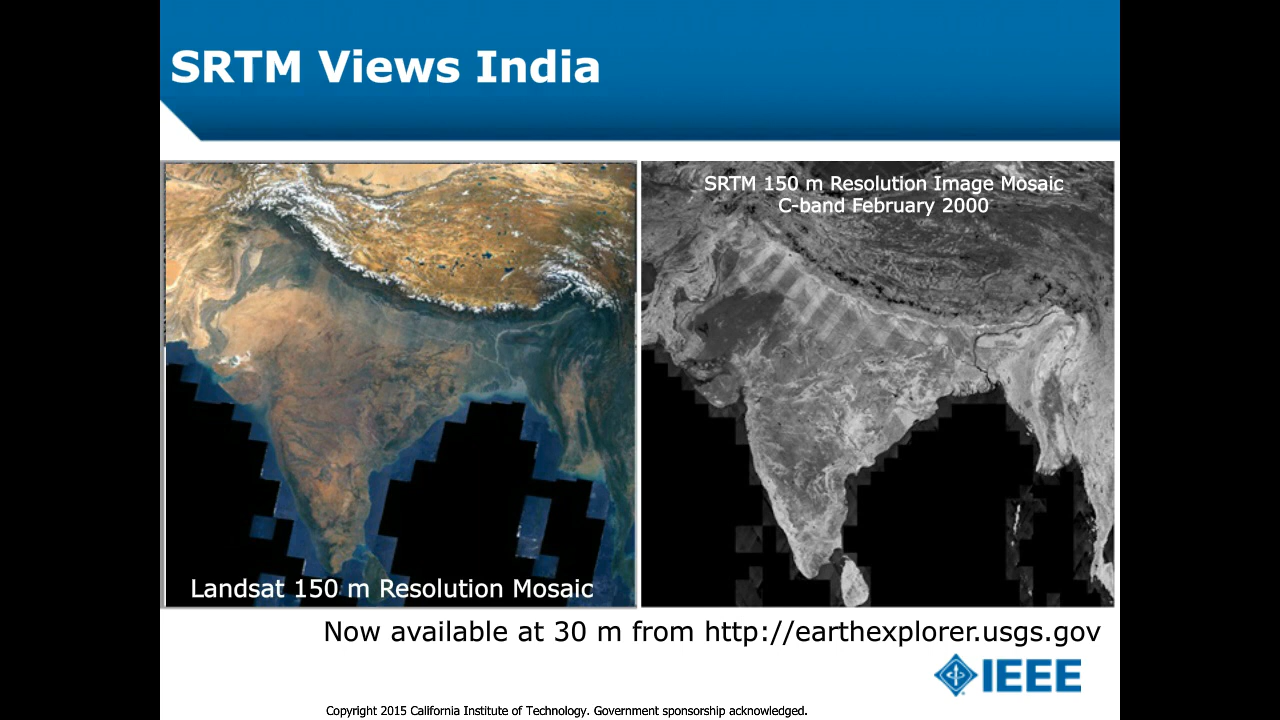 SRTM Views India
SRTM 150 m Resolution Image Mosaic
C-band February 2000
Landsat 150 m Resolution Mosaic
Now available at 30 m from http://earthexplorer.usgs.gov
IEEE
Copyright 2015 California Institute of Technology. Government sponsorship acknowledged.